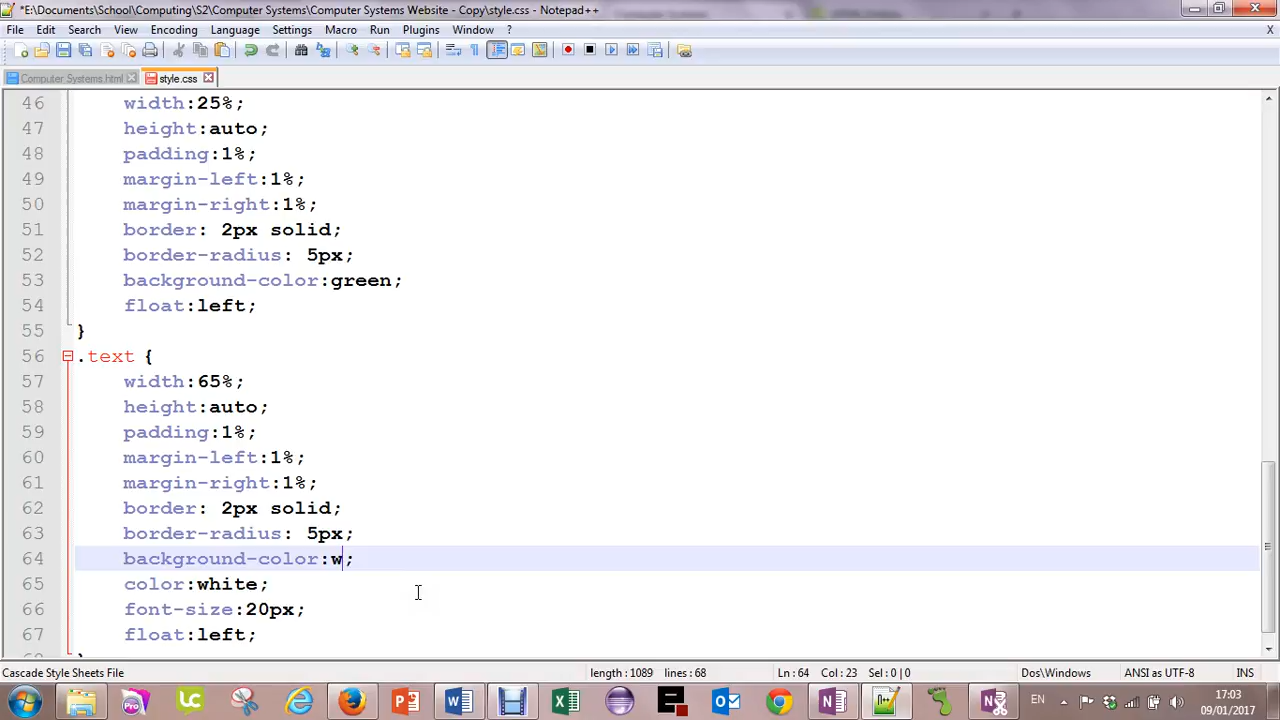 *E:\Documents\School\Computing\S2\Computer Systems\Computer Systems Website - Copy\style.css - Notepad++
File Edit Search View Encoding Language Settings Macro Run Plugins Window ? X
Computer Systems.html style.css
46 width:25%;
47 height:auto;
48 padding:1%;
49 margin-left:1%;
50 margin-right:1%;
51 border: 2px solid;
52 border-radius: 5px;
53 background-color:green;
54 float:left;
55 }
56 .text {
57 width:65%;
58 height:auto;
59 padding:1%;
60 margin-left:1%;
61 margin-right:1%;
62 border: 2px solid;
63 border-radius: 5px;
64 background-color:w;
65 color:white;
66 font-size:20px;
67 float:left;
Cascade Style Sheets File length : 1089 lines : 68 Ln : 64 Col : 23 Sel : 0 | 0 Dos\Windows ANSI as UTF-8 INS
EN 17:03
09/01/2017